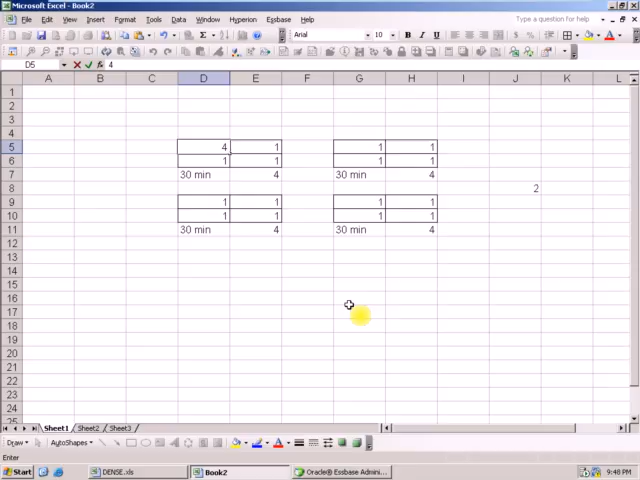 Microsoft Excel - Book2
File Edit View Insert Format Tools Data Window Hyperion Essbase Help
Type a question for help
Arial 10 B I U
D5 4
A B C D E F G H I J K L
1
2
3
4
5 4 1 1 1
6 1 1 1 1
7 30 min 4 30 min 4
8 2
9 1 1 1 1
10 1 1 1 1
11 30 min 4 30 min 4
12
13
14
15
16
17
18
19
20
21
22
23
24
25
Sheet1 Sheet2 Sheet3
Draw AutoShapes
Enter
Start DENSE.xls Book2 Oracle® Essbase Admini... 9:48 PM